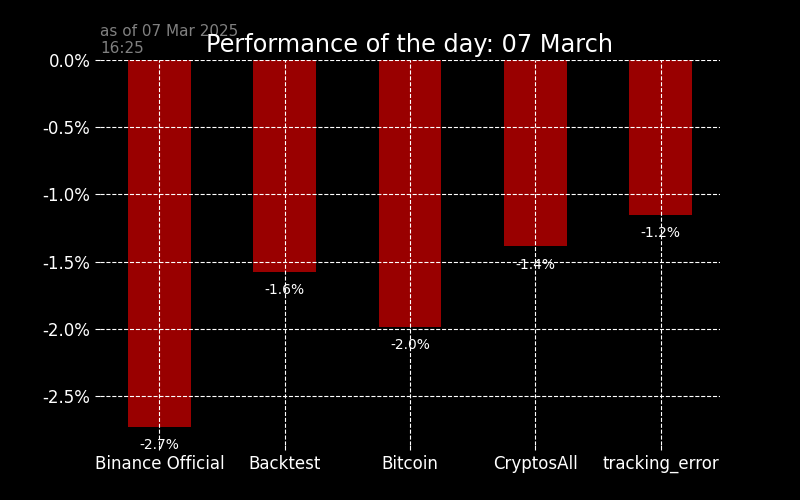 as of 07 Mar 2025
16:25
Performance of the day: 07 March
0.0%
-0.5%
-1.0%
-1.5%
-2.0%
-2.5%
-2.7%
-1.6%
-2.0%
-1.4%
-1.2%
Binance Official
Backtest
Bitcoin
CryptosAll
tracking_error